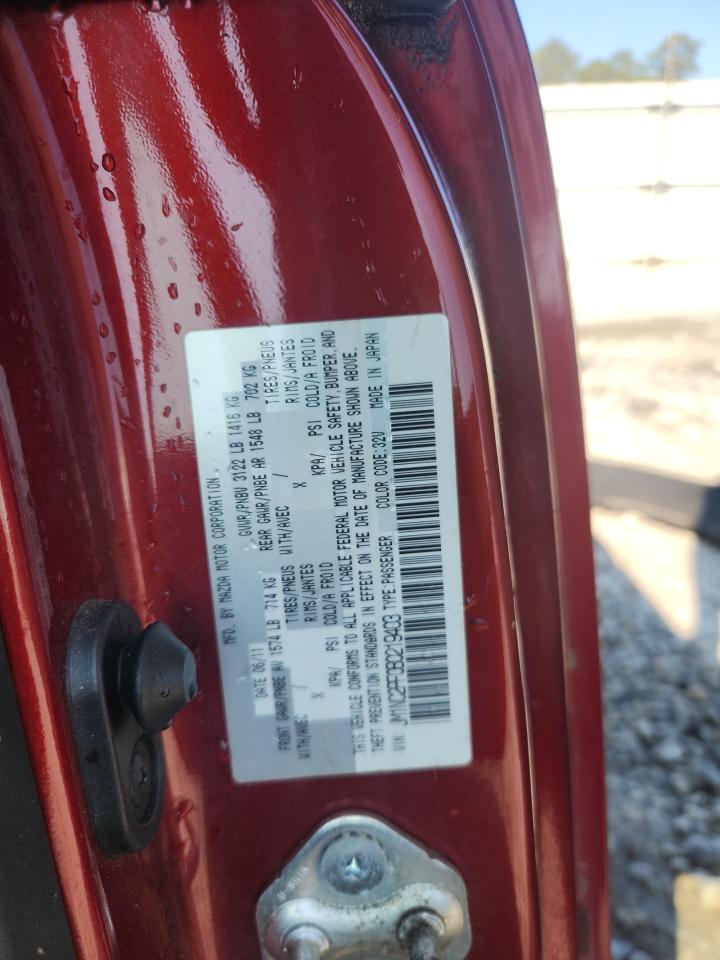 MFD. BY MAZDA MOTOR CORPORATION
DATE 06/11 GVWR/PNBV 3122 LB 1416 KG
FRONT GAWR/PNBE AV 1574 LB 714 KG REAR GAWR/PNBE AR 1548 LB 702 KG
WITH/AVEC / TIRES/PNEUS WITH/AVEC / TIRES/PNEUS
X RIMS/JANTES X RIMS/JANTES
KPA/ PSI COLD/A FROID KPA/ PSI COLD/A FROID
THIS VEHICLE CONFORMS TO ALL APPLICABLE FEDERAL MOTOR VEHICLE SAFETY, BUMPER, AND
THEFT PREVENTION STANDARDS IN EFFECT ON THE DATE OF MANUFACTURE SHOWN ABOVE.
VIN: JM1NC2PFGB0219403 TYPE:PASSENGER COLOR CODE:32V MADE IN JAPAN